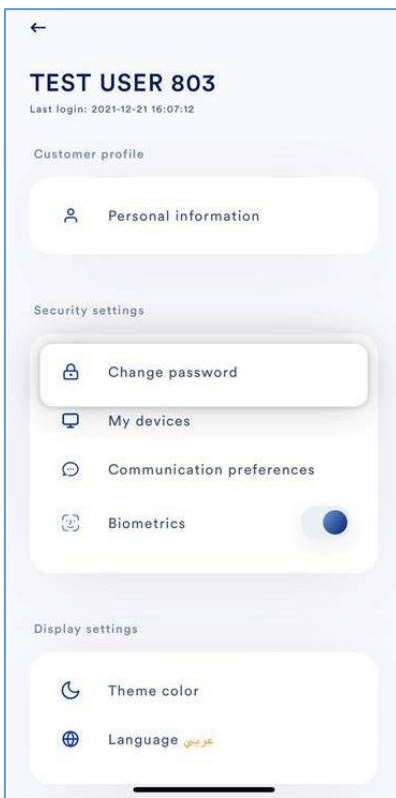 TEST USER 803
Last login: 2021-12-21 16:07:12
Customer profile
Personal information
Security settings
Change password
My devices
Communication preferences
Biometrics
Display settings
Theme color
Language عربي